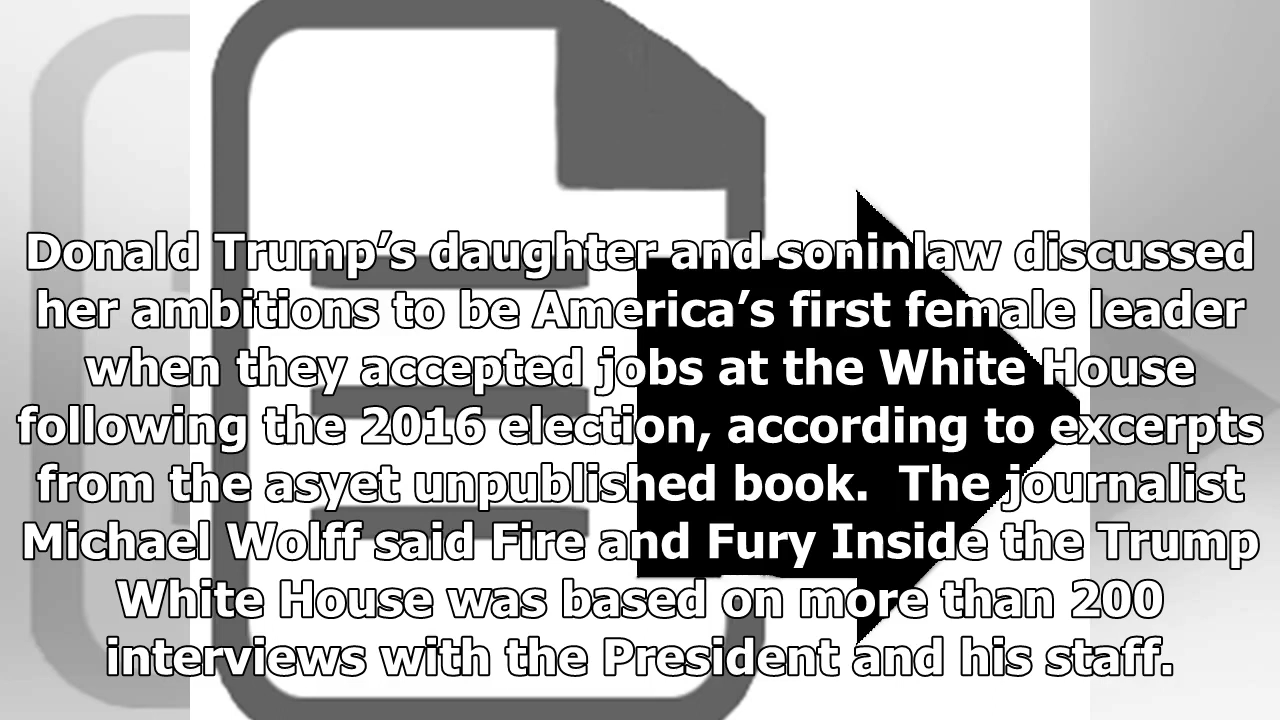 Donald Trump’s daughter and soninlaw discussed
her ambitions to be America’s first female leader
when they accepted jobs at the White House
following the 2016 election, according to excerpts
from the asyet unpublished book.  The journalist
Michael Wolff said Fire and Fury Inside the Trump
White House was based on more than 200
interviews with the President and his staff.